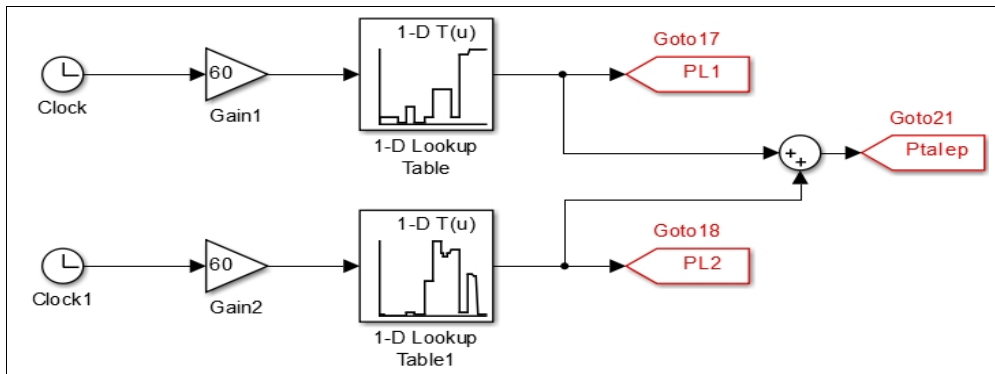 1-D T(u)
Goto17
PL1
60
Clock
Gain1
1-D Lookup
Table
Goto21
Ptalep
+
+
1-D T(u)
Goto18
PL2
60
Clock1
Gain2
1-D Lookup
Table1